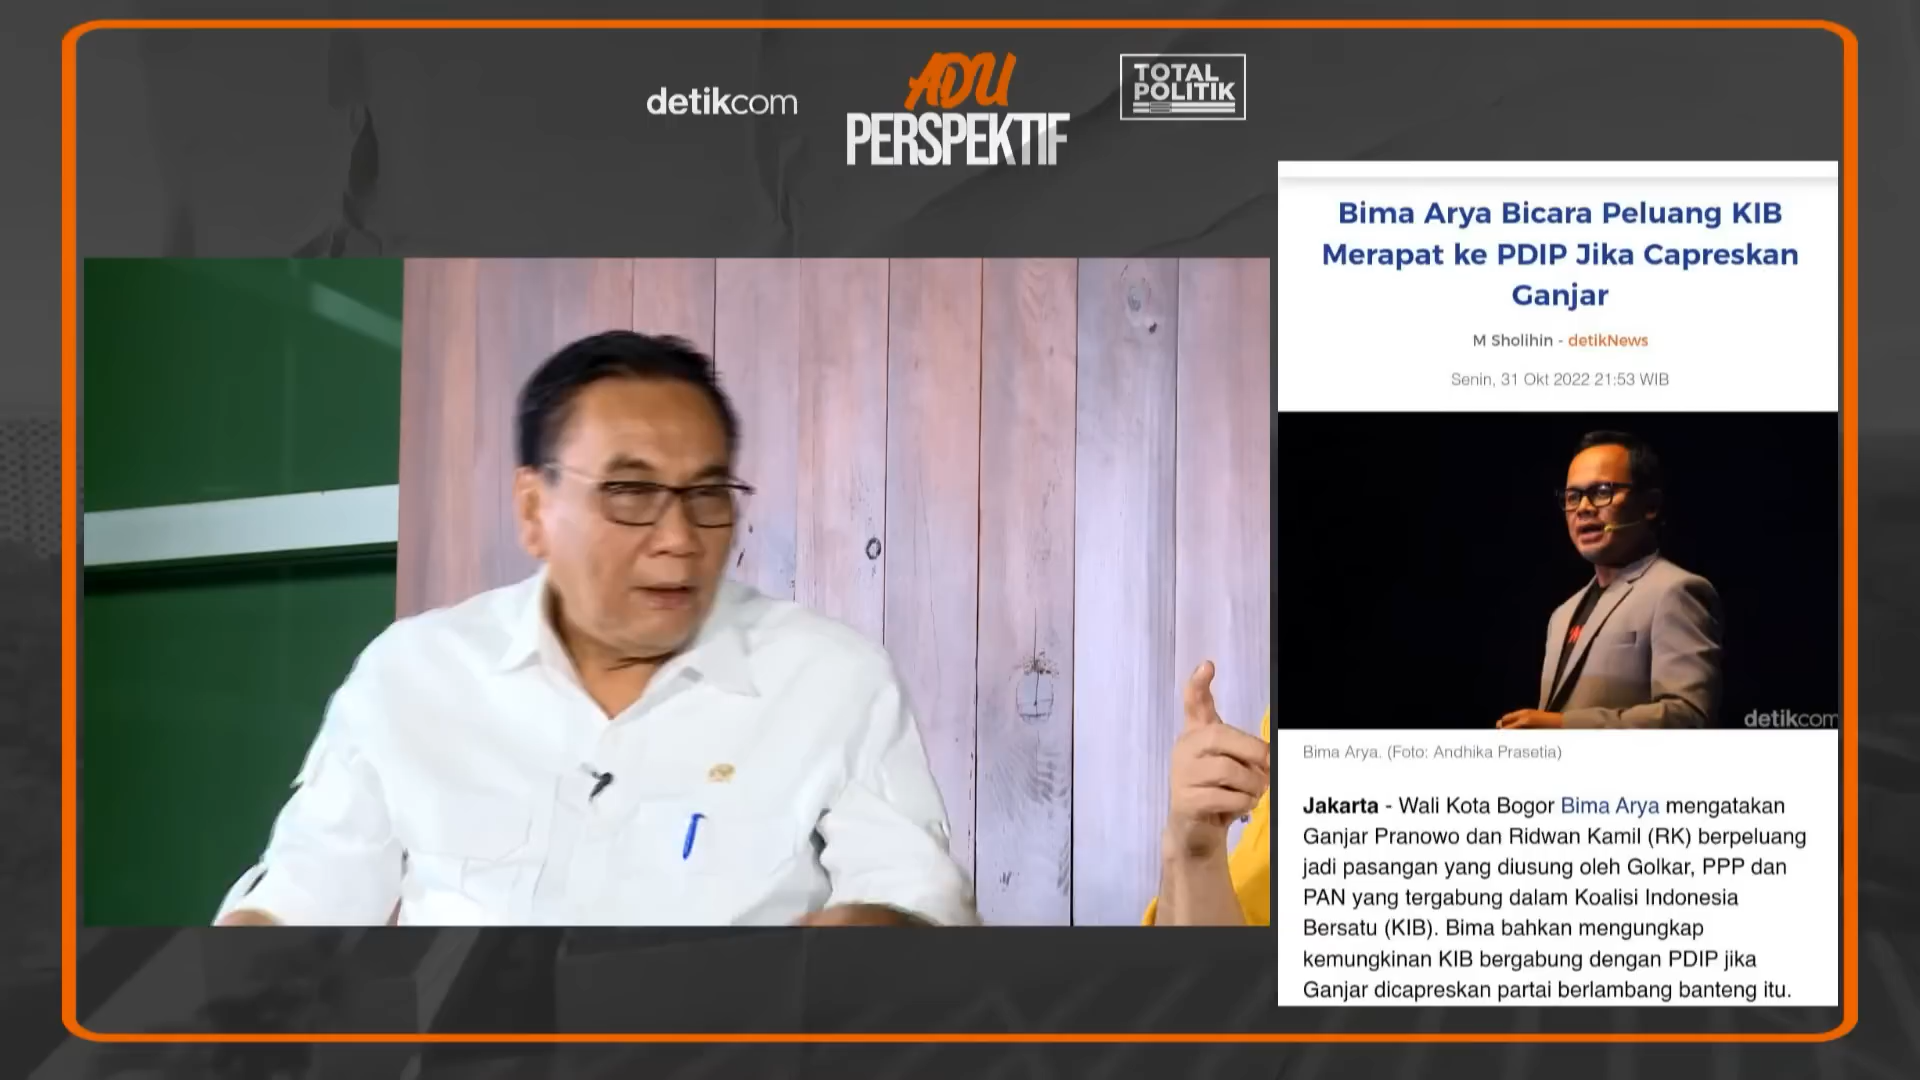 detikcom
ADU
PERSPEKTIF
TOTAL
POLITIK
Bima Arya Bicara Peluang KIB
Merapat ke PDIP Jika Capreskan
Ganjar
M Sholihin - detikNews
Senin, 31 Okt 2022 21:53 WIB
detikcom
Bima Arya. (Foto: Andhika Prasetia)
Jakarta - Wali Kota Bogor Bima Arya mengatakan
Ganjar Pranowo dan Ridwan Kamil (RK) berpeluang
jadi pasangan yang diusung oleh Golkar, PPP dan
PAN yang tergabung dalam Koalisi Indonesia
Bersatu (KIB). Bima bahkan mengungkap
kemungkinan KIB bergabung dengan PDIP jika
Ganjar dicapreskan partai berlambang banteng itu.